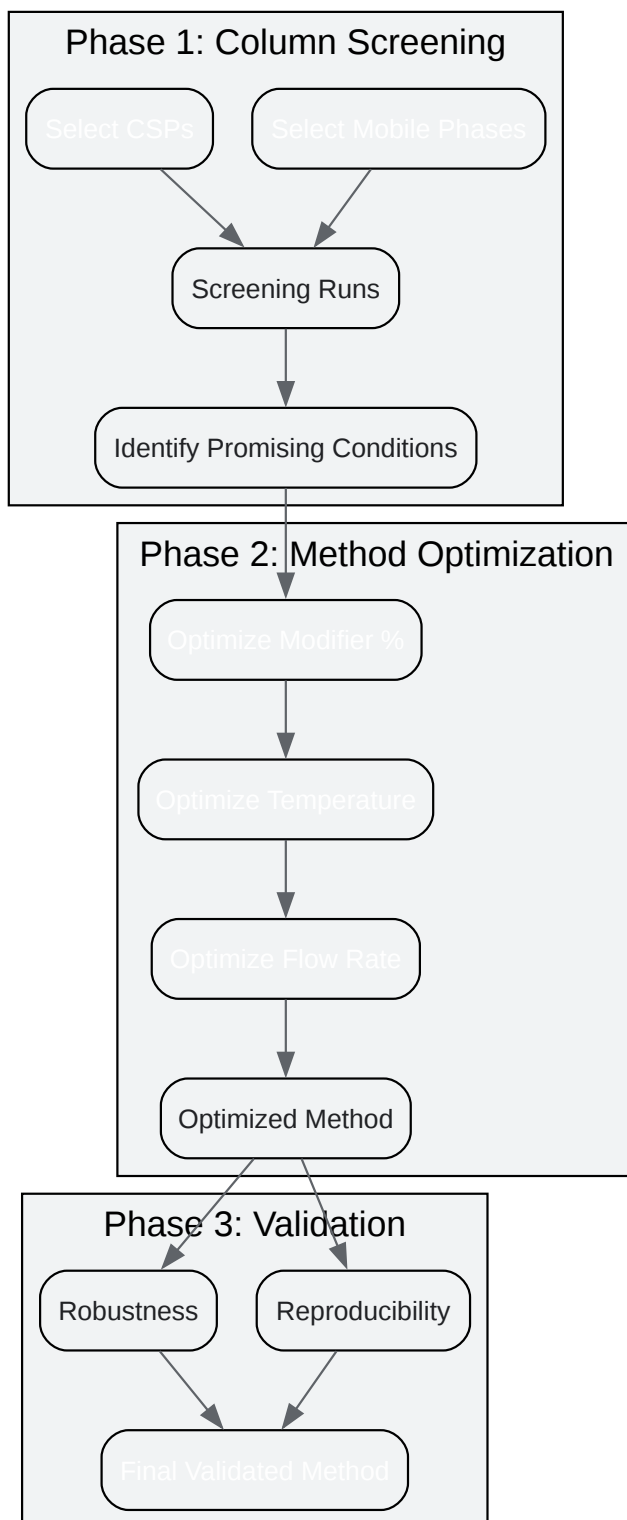 Phase 1: Column Screening
Select CSPs
Select Mobile Phases
Screening Runs
Identify Promising Conditions
Phase 2: Method Optimization
Optimize Modifier %
Optimize Temperature
Optimize Flow Rate
Optimized Method
Phase 3: Validation
Robustness
Reproducibility
Final Validated Method